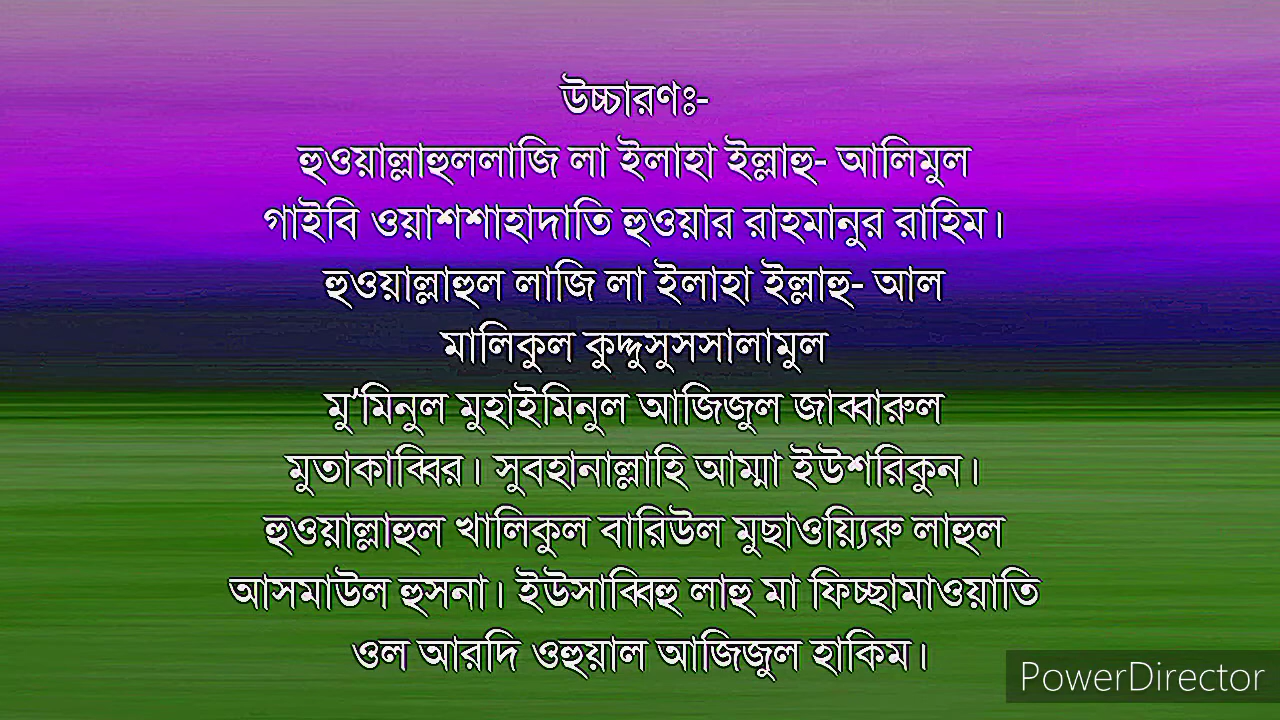 উচ্চারণঃ-
হুওয়াল্লাহুললাজি লা ইলাহা ইল্লাহু- আলিমুল
গাইবি ওয়াশশাহাদাতি হুওয়ার রাহমানুর রাহিম।
হুওয়াল্লাহুল লাজি লা ইলাহা ইল্লাহু- আল
মালিকুল কুদ্দুসুসসালামুল
মু’মিনুল মুহাইমিনুল আজিজুল জাব্বারুল
মুতাকাব্বির। সুবহানাল্লাহি আম্মা ইউশরিকুন।
হুওয়াল্লাহুল খালিকুল বারিউল মুছাওয়্যিরু লাহুল
আসমাউল হুসনা। ইউসাব্বিহু লাহু মা ফিচ্ছামাওয়াতি
ওল আরদি ওহুয়াল আজিজুল হাকিম।
PowerDirector